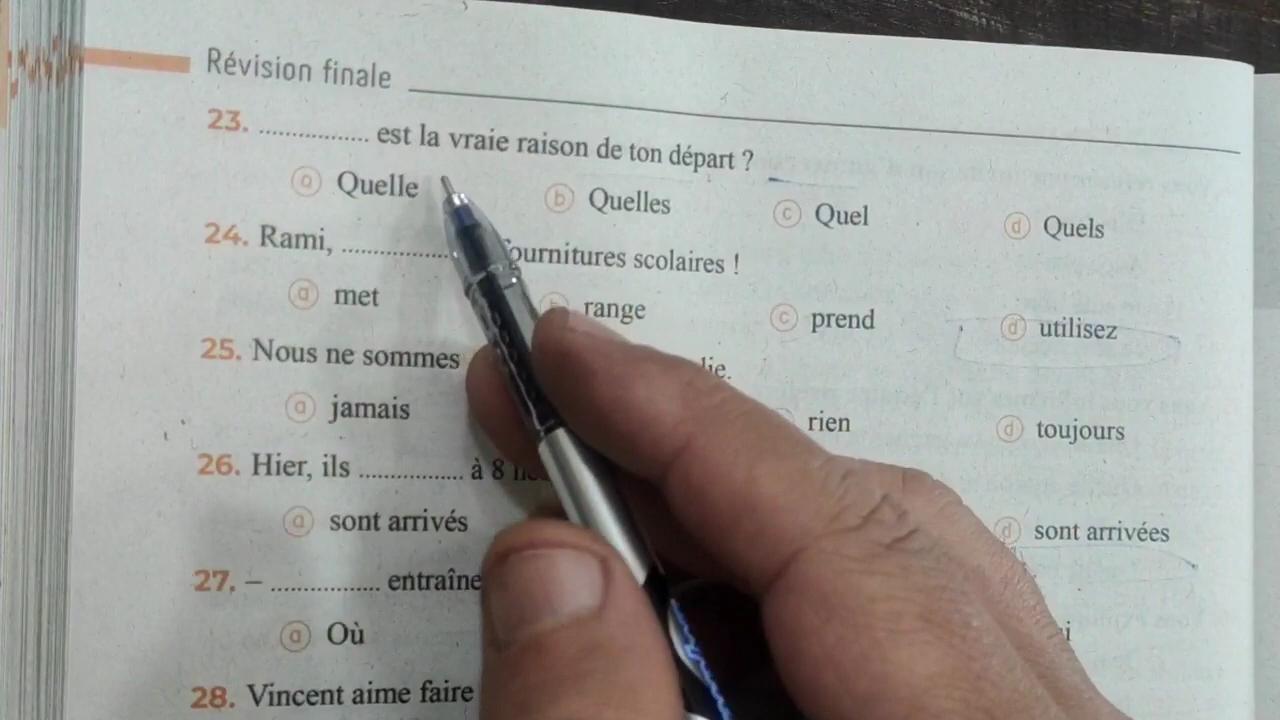 Révision finale
23. ................. est la vraie raison de ton départ ?
a Quelle b Quelles c Quel d Quels
24. Rami, ................. fournitures scolaires !
a met b range c prend d utilisez
25. Nous ne sommes
a jamais rien d toujours
26. Hier, ils ................ à 8
a sont arrivés d sont arrivées
27. – ................. entraîne
a Où
28. Vincent aime faire